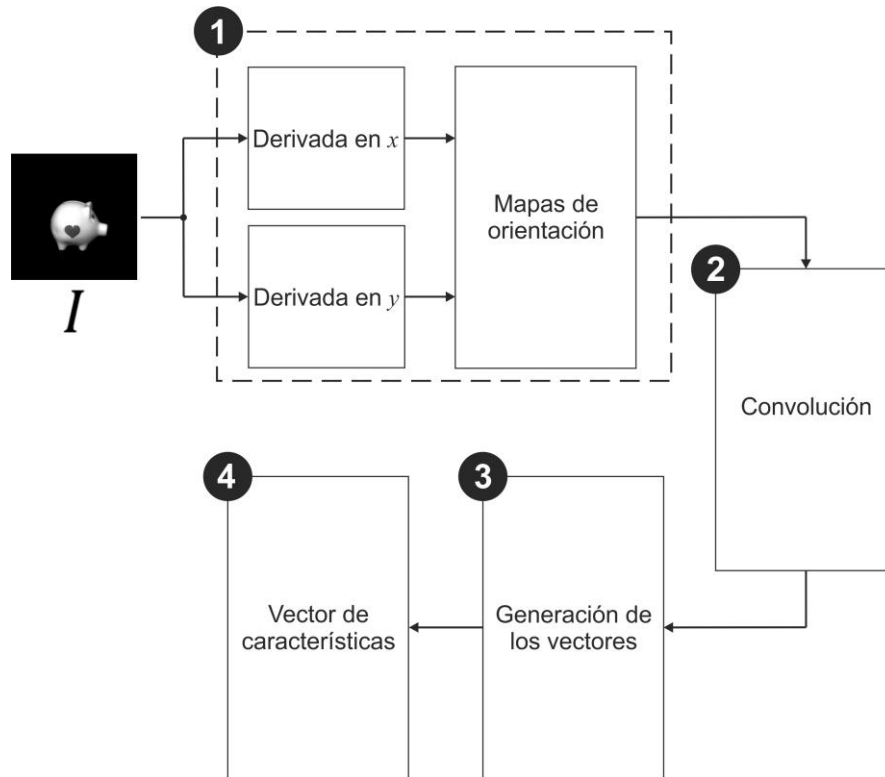 1
Derivada en x
Mapas de
orientación
Derivada en y
I
2
Convolución
3
Generación de
los vectores
4
Vector de
características